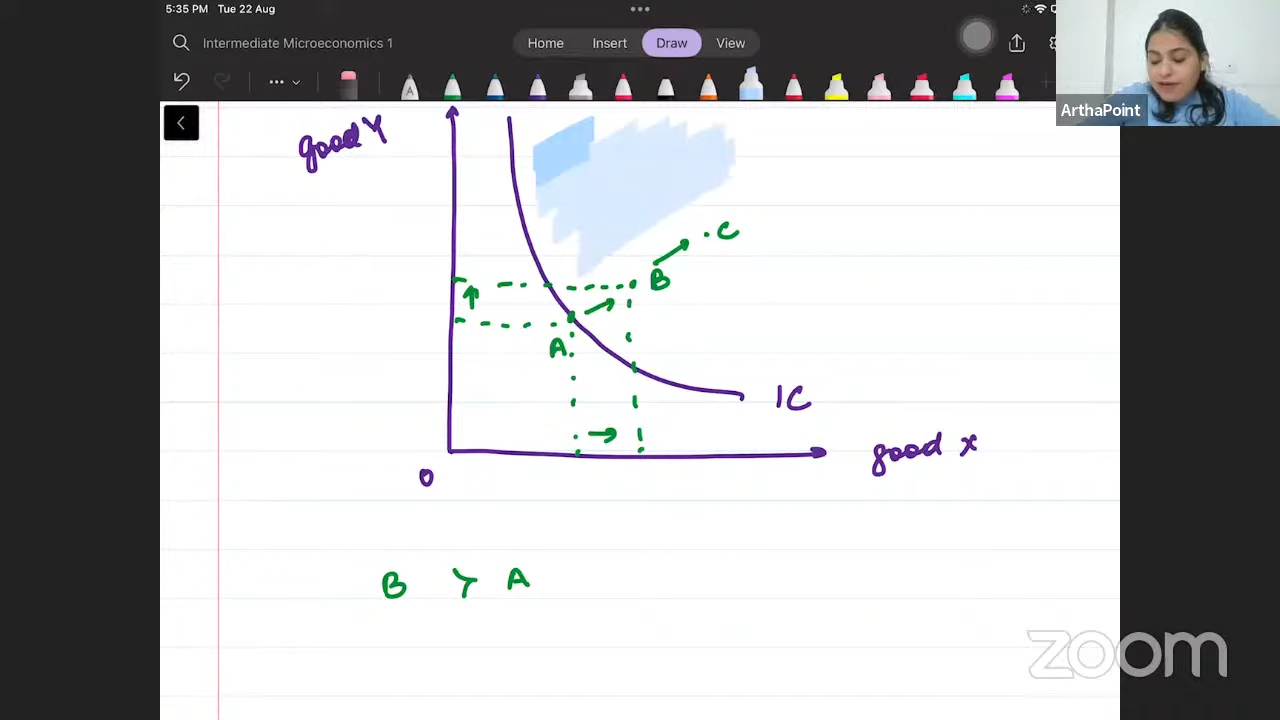 5:35 PM Tue 22 Aug
Intermediate Microeconomics 1
Home Insert Draw View
A
ArthaPoint
good Y
.C
B
A
IC
good x
0
B ≻ A
zoom